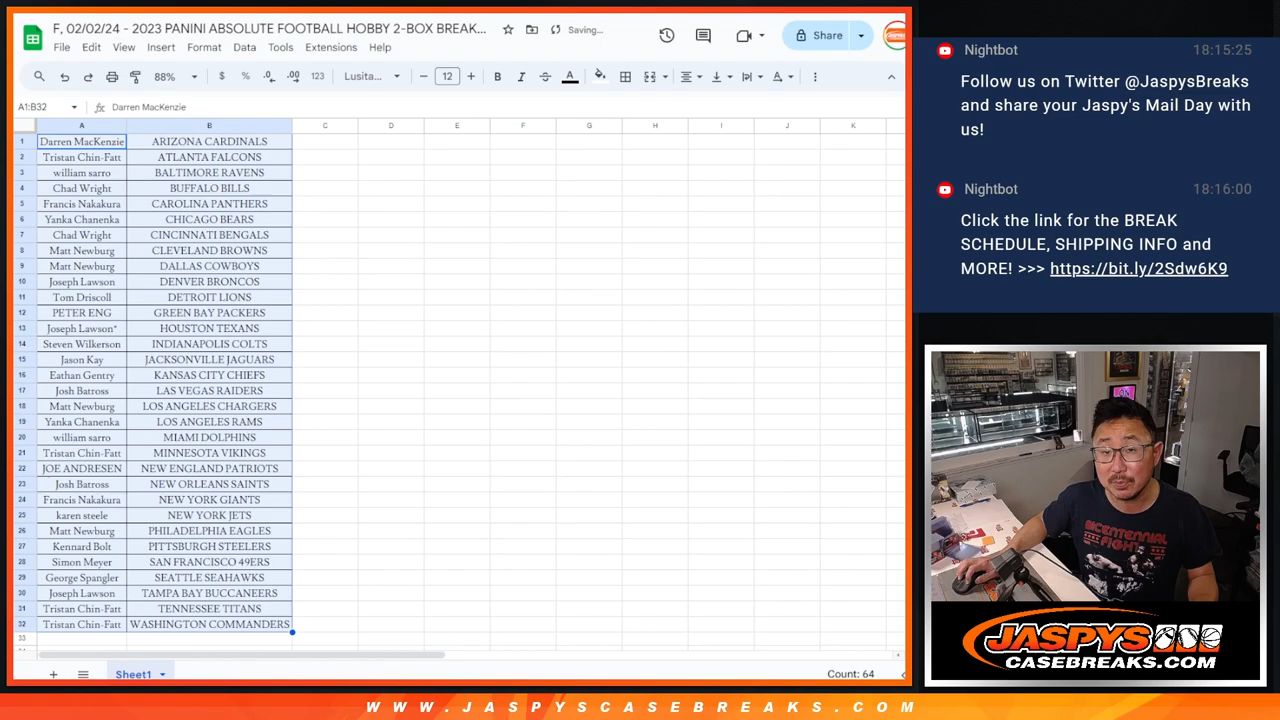 F, 02/02/24 - 2023 PANINI ABSOLUTE FOOTBALL HOBBY 2-BOX BREAK...
Saving...
Share
File Edit View Insert Format Data Tools Extensions Help
88% $ % .0 .00 123 Lusita... 12 B I A
A1:B32 fx Darren MacKenzie
A B C D E F G H I J K
1 Darren MacKenzie ARIZONA CARDINALS
2 Tristan Chin-Fatt ATLANTA FALCONS
3 william sarro BALTIMORE RAVENS
4 Chad Wright BUFFALO BILLS
5 Francis Nakakura CAROLINA PANTHERS
6 Yanka Chanenka CHICAGO BEARS
7 Chad Wright CINCINNATI BENGALS
8 Matt Newburg CLEVELAND BROWNS
9 Matt Newburg DALLAS COWBOYS
10 Joseph Lawson DENVER BRONCOS
11 Tom Driscoll DETROIT LIONS
12 PETER ENG GREEN BAY PACKERS
13 Joseph Lawson* HOUSTON TEXANS
14 Steven Wilkerson INDIANAPOLIS COLTS
15 Jason Kay JACKSONVILLE JAGUARS
16 Eathan Gentry KANSAS CITY CHIEFS
17 Josh Batross LAS VEGAS RAIDERS
18 Matt Newburg LOS ANGELES CHARGERS
19 Yanka Chanenka LOS ANGELES RAMS
20 william sarro MIAMI DOLPHINS
21 Tristan Chin-Fatt MINNESOTA VIKINGS
22 JOE ANDRESEN NEW ENGLAND PATRIOTS
23 Josh Batross NEW ORLEANS SAINTS
24 Francis Nakakura NEW YORK GIANTS
25 karen steele NEW YORK JETS
26 Matt Newburg PHILADELPHIA EAGLES
27 Kennard Bolt PITTSBURGH STEELERS
28 Simon Meyer SAN FRANCISCO 49ERS
29 George Spangler SEATTLE SEAHAWKS
30 Joseph Lawson TAMPA BAY BUCCANEERS
31 Tristan Chin-Fatt TENNESSEE TITANS
32 Tristan Chin-Fatt WASHINGTON COMMANDERS
33
Sheet1
Count: 64
Nightbot 18:15:25
Follow us on Twitter @JaspysBreaks
and share your Jaspy's Mail Day with
us!
Nightbot 18:16:00
Click the link for the BREAK
SCHEDULE, SHIPPING INFO and
MORE! >>> https://bit.ly/2Sdw6K9
BICENTENNIAL
FIGHT
JASPYS
CASEBREAKS.COM
WWW.JASPYSCASEBREAKS.COM